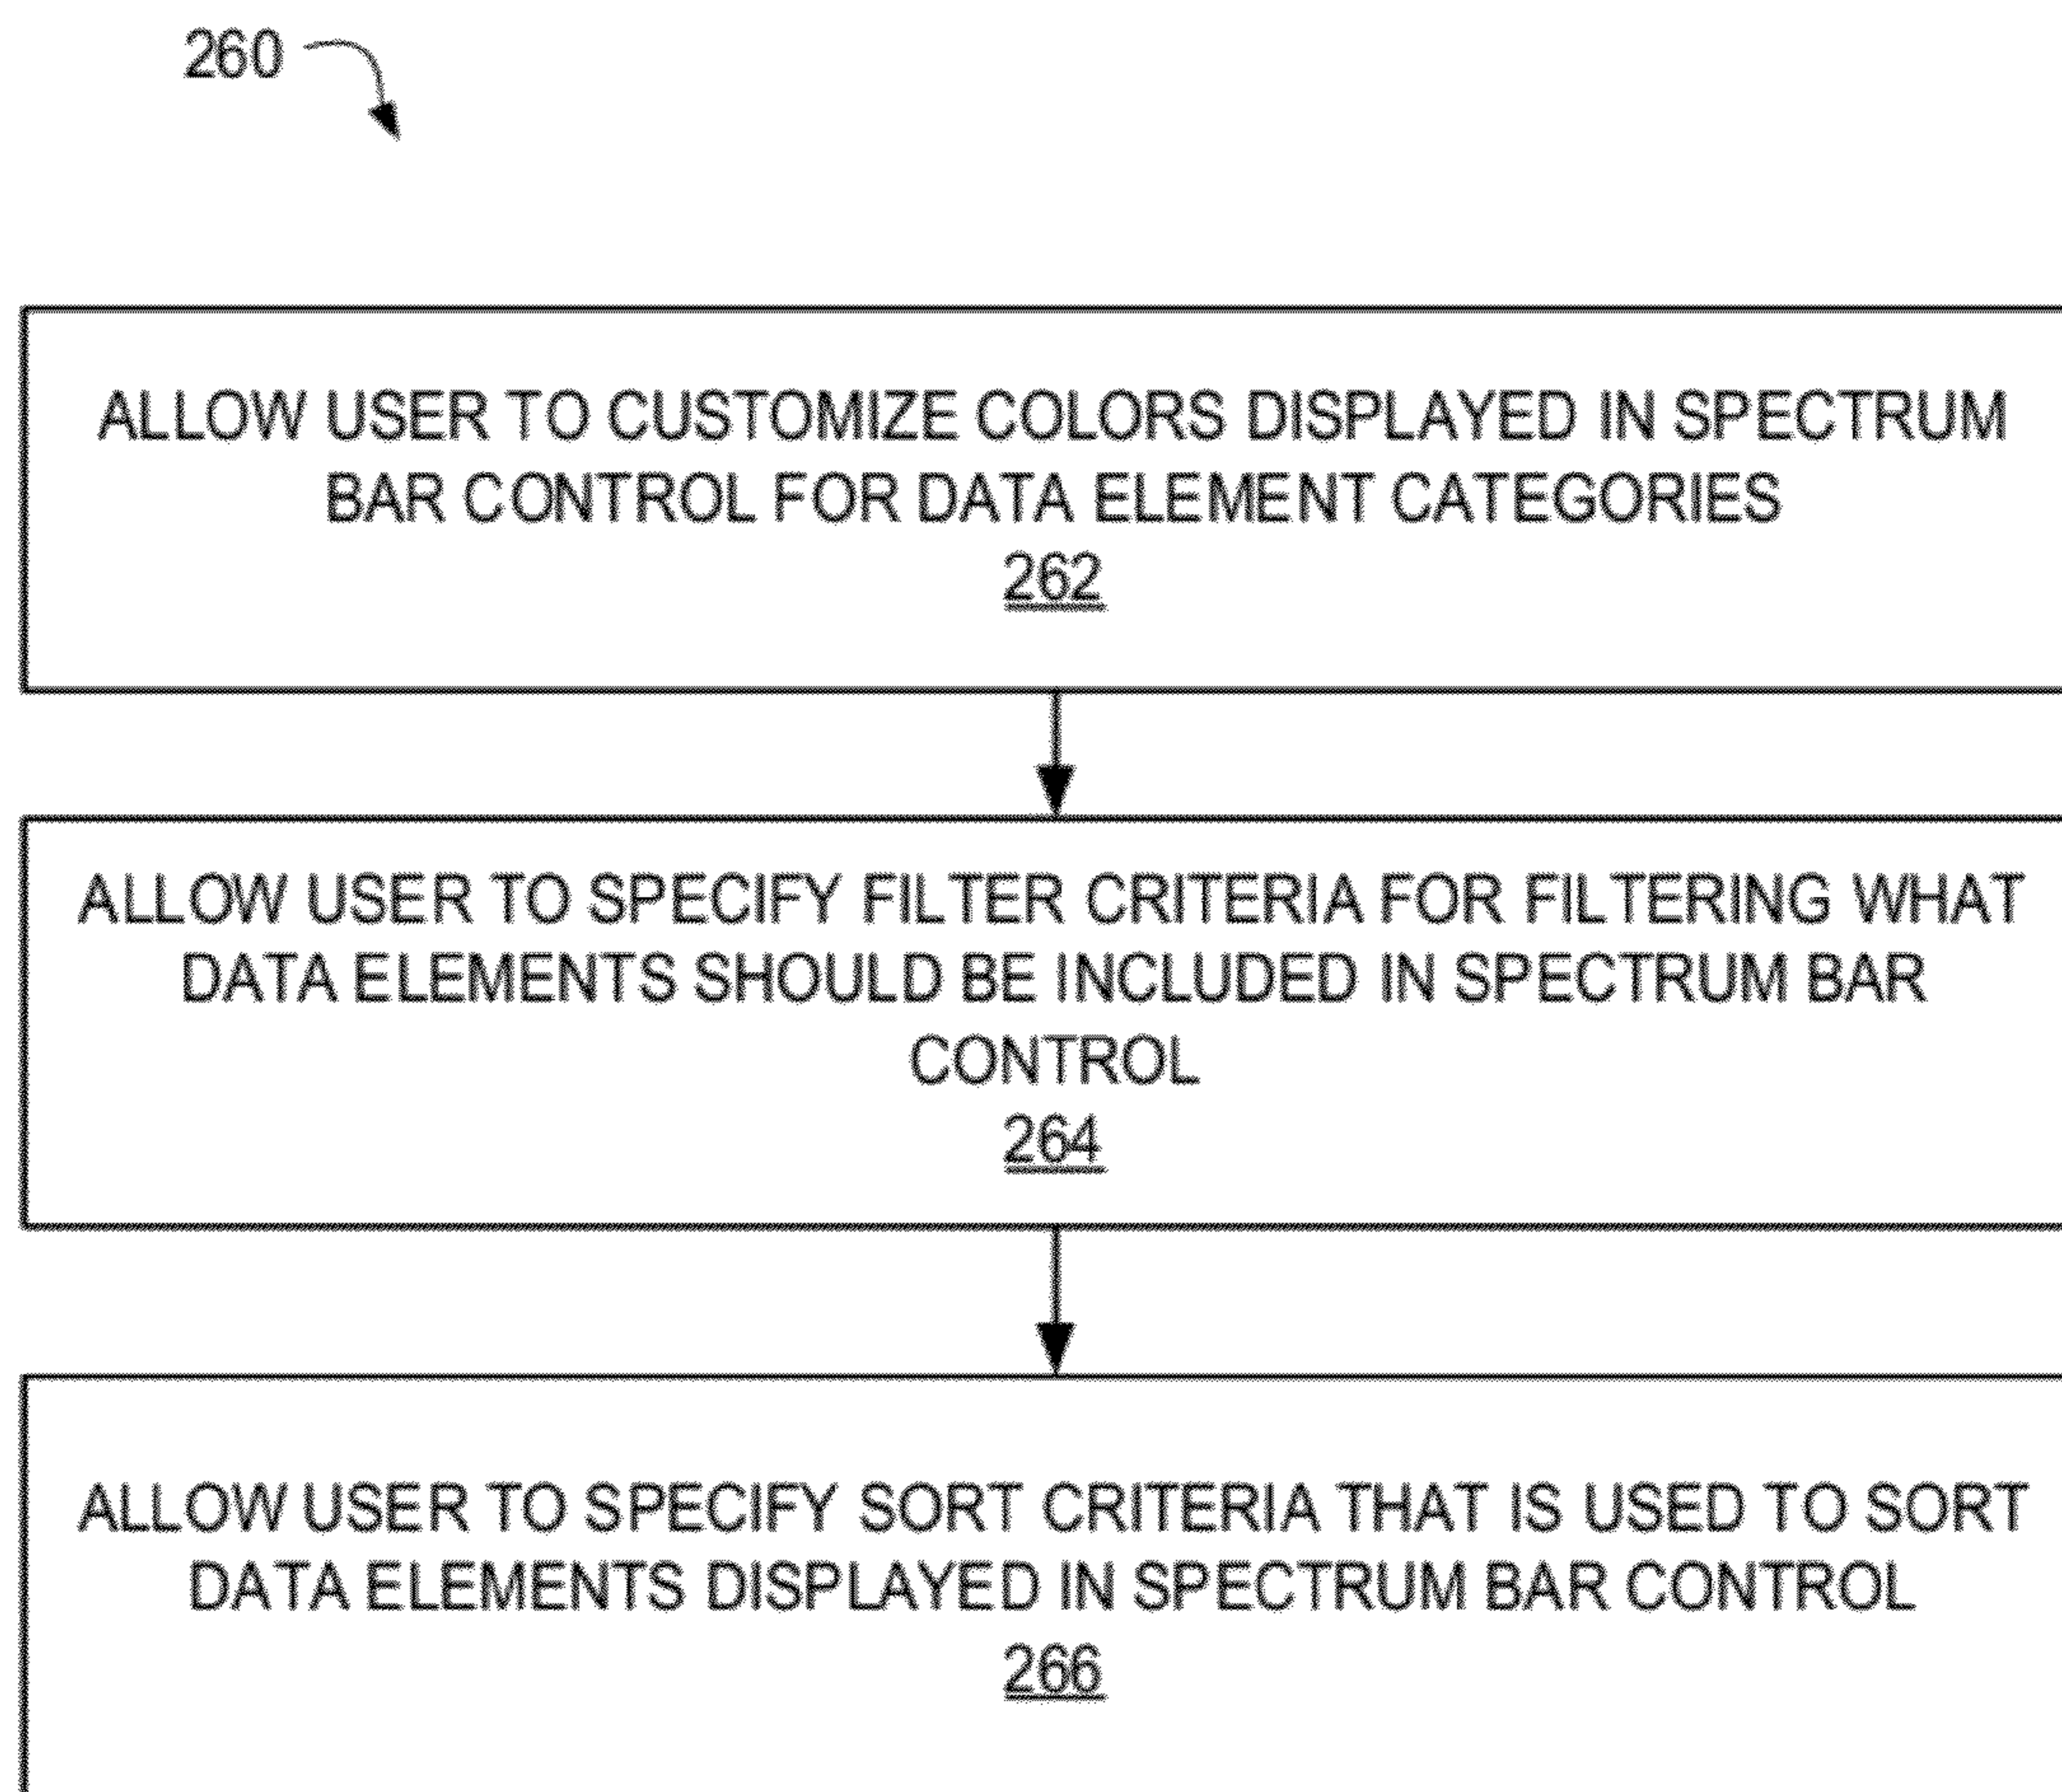 260
ALLOW USER TO CUSTOMIZE COLORS DISPLAYED IN SPECTRUM
BAR CONTROL FOR DATA ELEMENT CATEGORIES
262
ALLOW USER TO SPECIFY FILTER CRITERIA FOR FILTERING WHAT
DATA ELEMENTS SHOULD BE INCLUDED IN SPECTRUM BAR
CONTROL
264
ALLOW USER TO SPECIFY SORT CRITERIA THAT IS USED TO SORT
DATA ELEMENTS DISPLAYED IN SPECTRUM BAR CONTROL
266